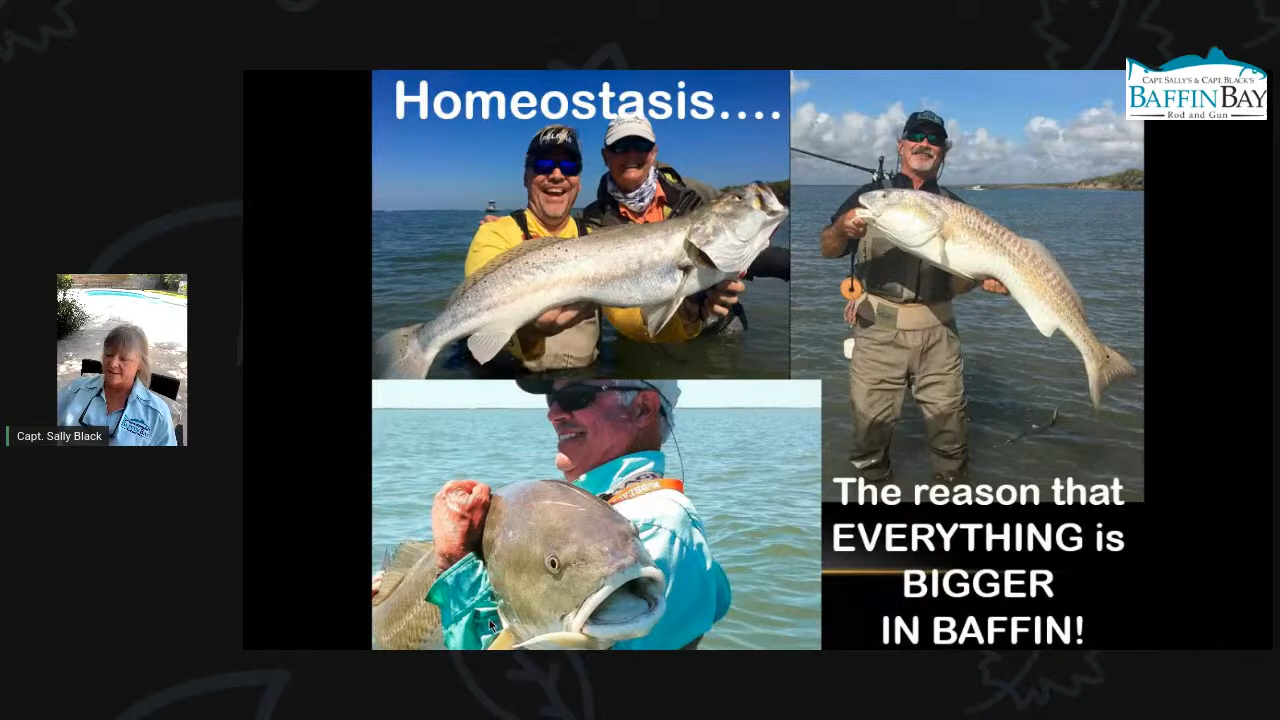 Homeostasis....
CAPT. SALLY'S & CAPT. BLACK'S
BAFFIN BAY
Rod and Gun
Capt. Sally Black
The reason that
EVERYTHING is
BIGGER
IN BAFFIN!